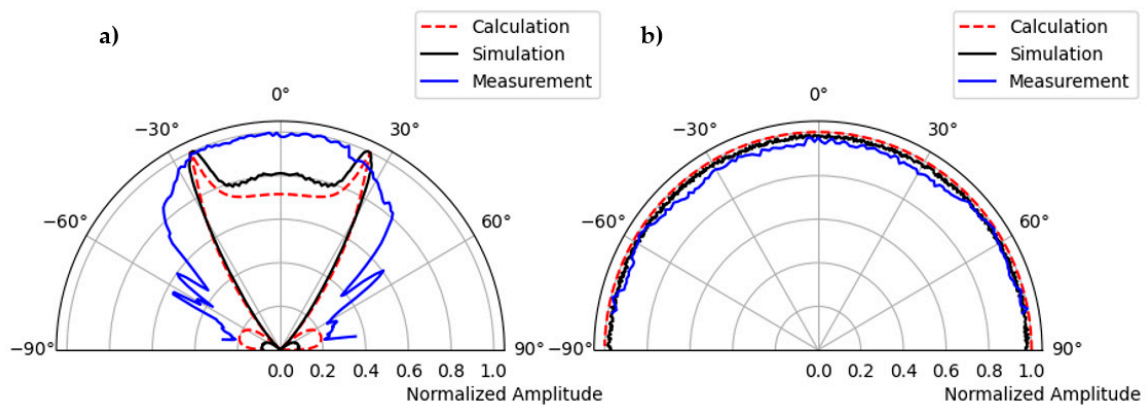 a)
Calculation
Simulation
Measurement
0°
−30°
30°
−60°
60°
−90°
90°
0.0 0.2 0.4 0.6 0.8 1.0
Normalized Amplitude
b)
Calculation
Simulation
Measurement
0°
−30°
30°
−60°
60°
−90°
90°
0.0 0.2 0.4 0.6 0.8 1.0
Normalized Amplitude